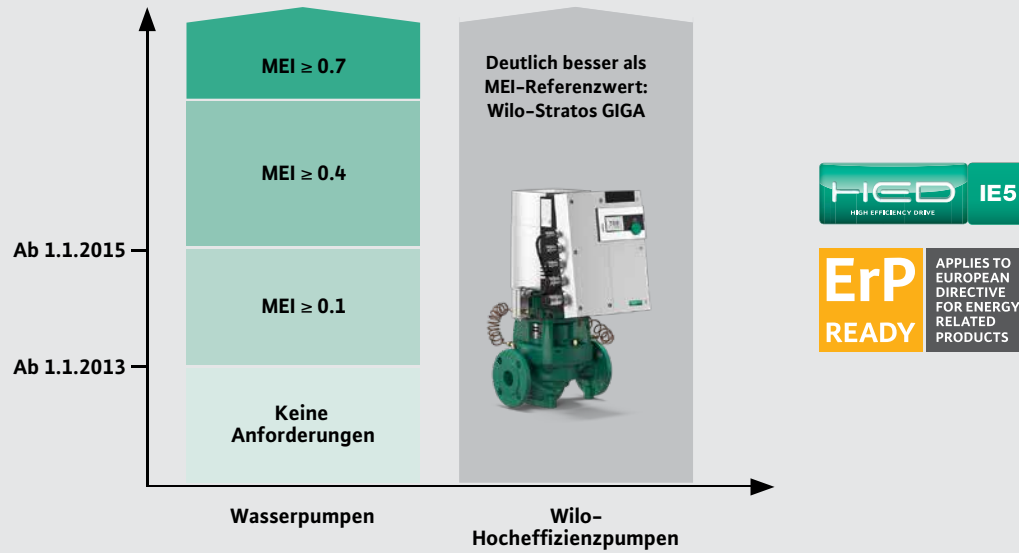 MEI ≥ 0.7
MEI ≥ 0.4
Ab 1.1.2015
MEI ≥ 0.1
Ab 1.1.2013
Keine
Anforderungen
Wasserpumpen
Deutlich besser als
MEI-Referenzwert:
Wilo-Stratos GIGA
Wilo-
Hocheffizienzpumpen
HED
HIGH EFFICIENCY DRIVE
IE5
ErP
READY
APPLIES TO
EUROPEAN
DIRECTIVE
FOR ENERGY
RELATED
PRODUCTS